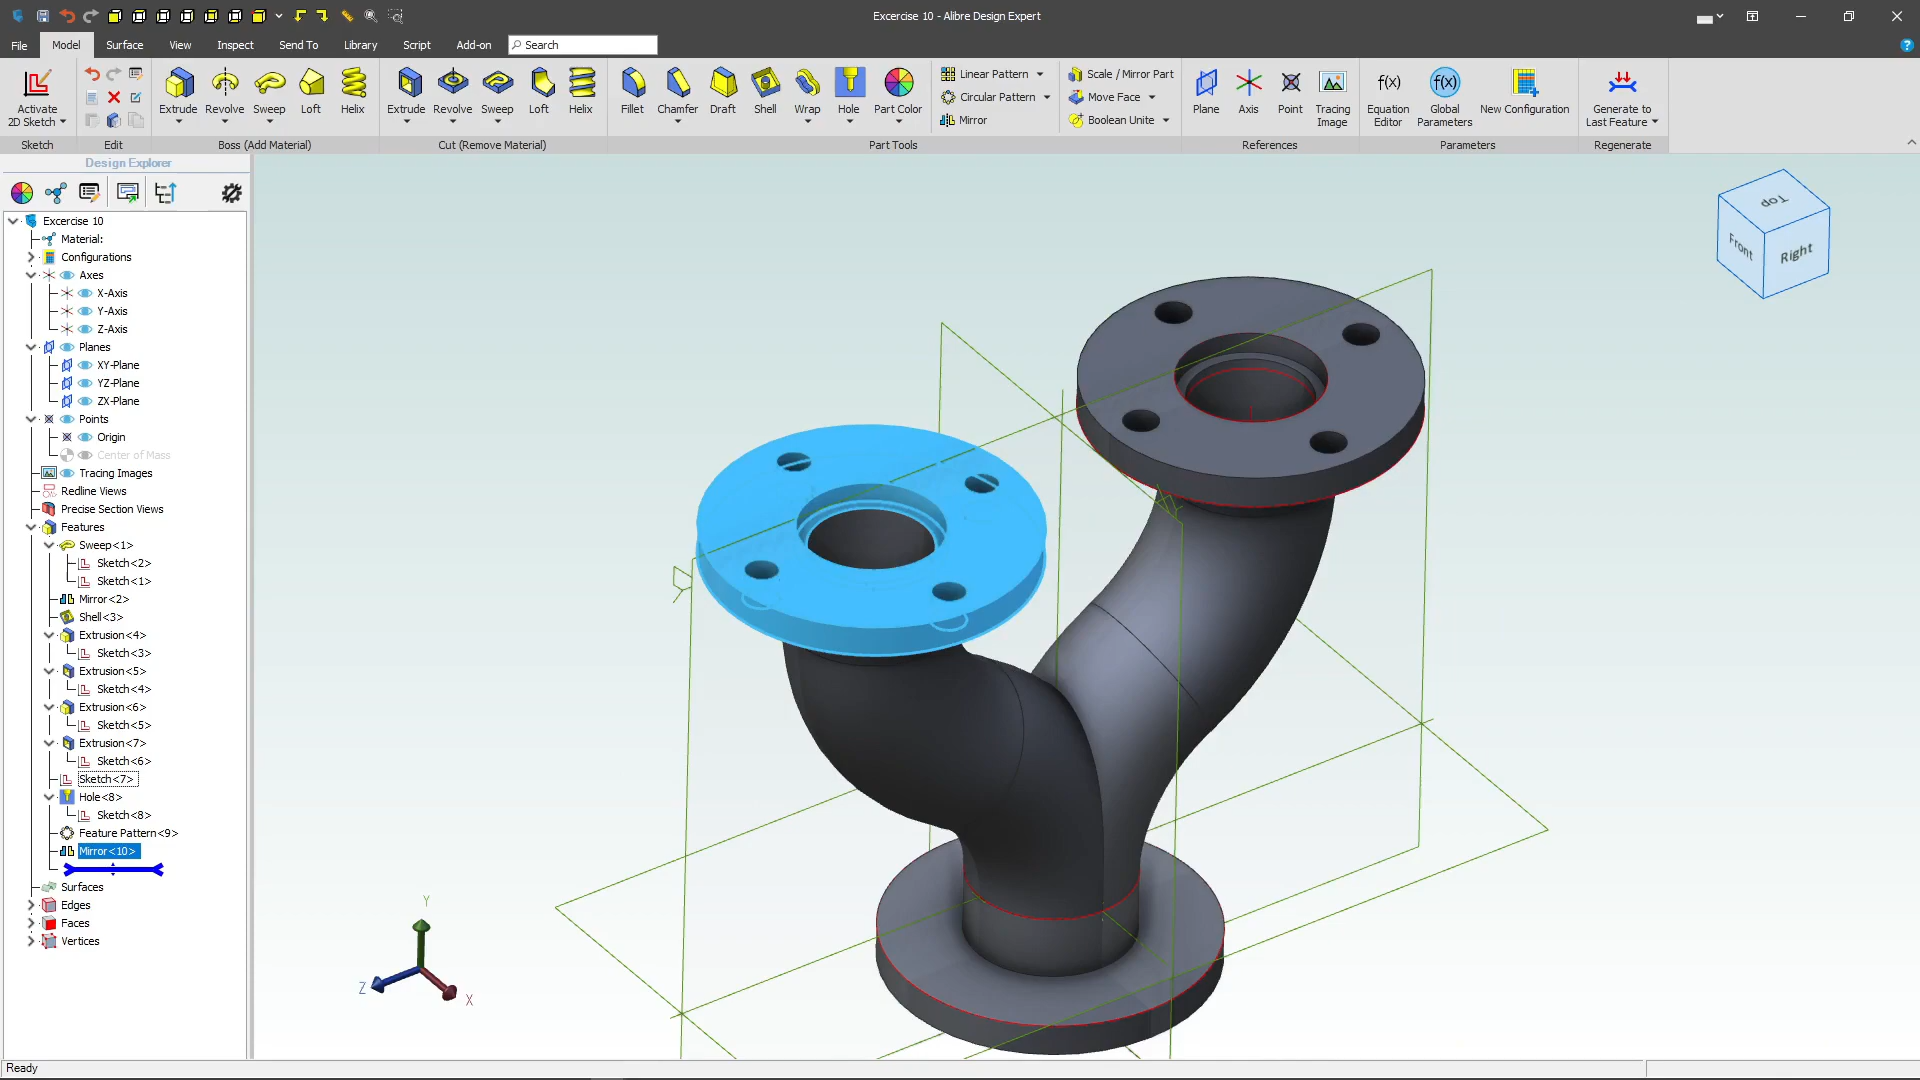 Excercise 10 - Alibre Design Expert
File Model Surface View Inspect Send To Library Script Add-on Search
Activate
2D Sketch
Sketch
Edit
Extrude Revolve Sweep Loft Helix
Boss (Add Material)
Extrude Revolve Sweep Loft Helix
Cut (Remove Material)
Fillet Chamfer Draft Shell Wrap Hole Part Color
Linear Pattern
Circular Pattern
Mirror
Scale / Mirror Part
Move Face
Boolean Unite
Part Tools
Plane Axis Point Tracing
Image
References
Equation
Editor
Global
Parameters
New Configuration
Parameters
Generate to
Last Feature
Regenerate
Design Explorer
Excercise 10
Material:
Configurations
Axes
X-Axis
Y-Axis
Z-Axis
Planes
XY-Plane
YZ-Plane
ZX-Plane
Points
Origin
Center of Mass
Tracing Images
Redline Views
Precise Section Views
Features
Sweep<1>
Sketch<2>
Sketch<1>
Mirror<2>
Shell<3>
Extrusion<4>
Sketch<3>
Extrusion<5>
Sketch<4>
Extrusion<6>
Sketch<5>
Extrusion<7>
Sketch<6>
Sketch<7>
Hole<8>
Sketch<8>
Feature Pattern<9>
Mirror<10>
Surfaces
Edges
Faces
Vertices
Top
Front
Right
Y
Z
X
Ready